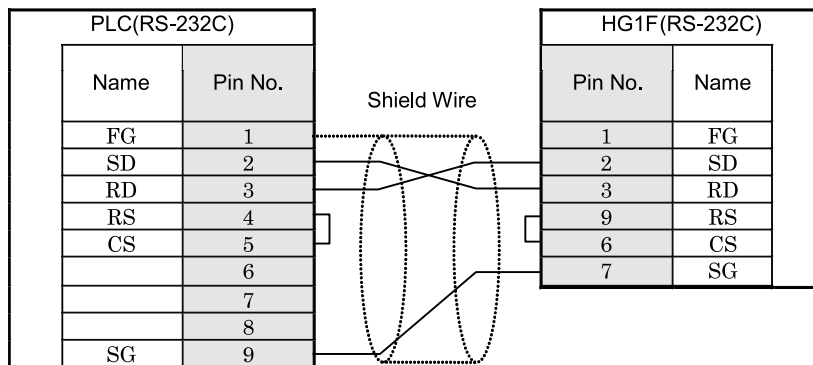 PLC(RS-232C) HG1F(RS-232C)
Name Pin No. Pin No. Name
Shield Wire
FG 1 1 FG
SD 2 2 SD
RD 3 3 RD
RS 4 9 RS
CS 5 6 CS
6 7 SG
7
8
SG 9